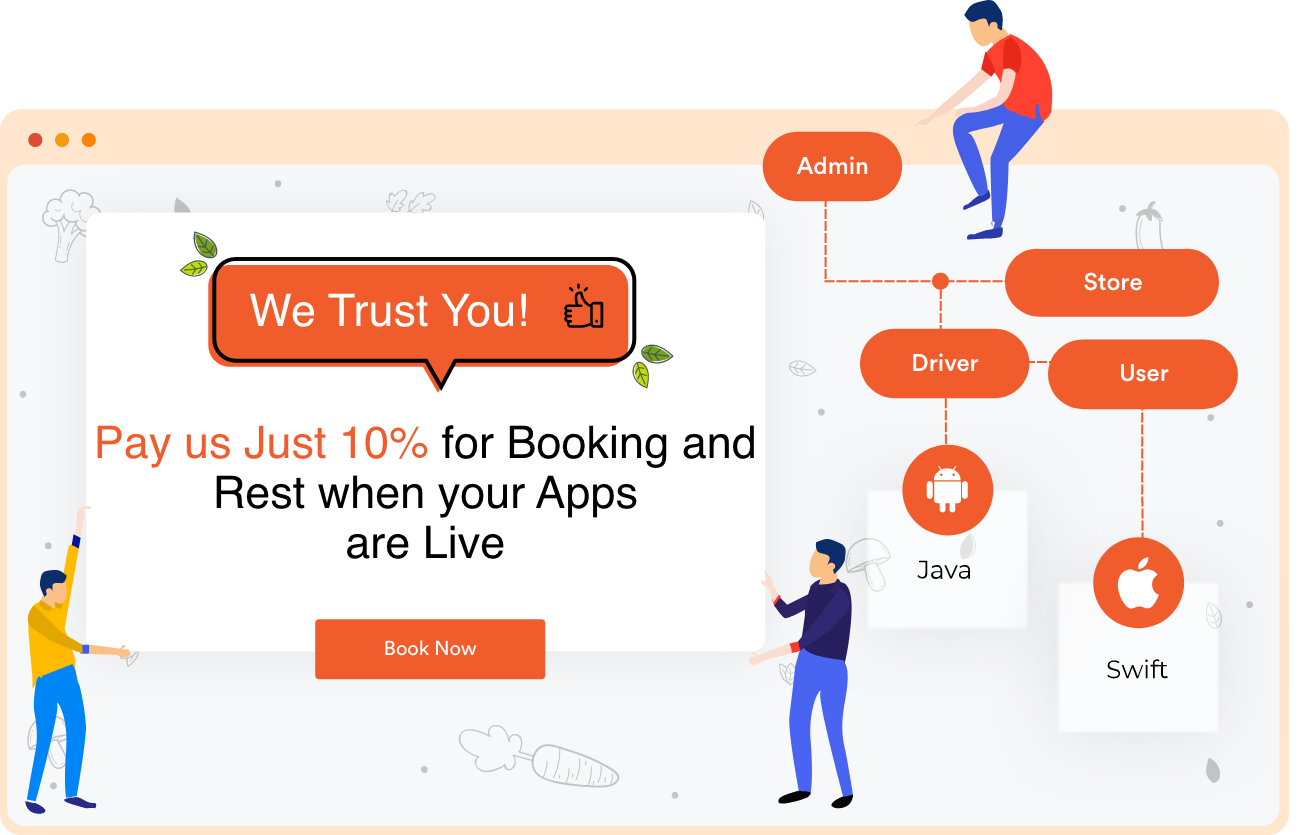 Admin
We Trust You!
Store
Driver
User
Pay us Just 10% for Booking and
Rest when your Apps
are Live
Java
Book Now
Swift